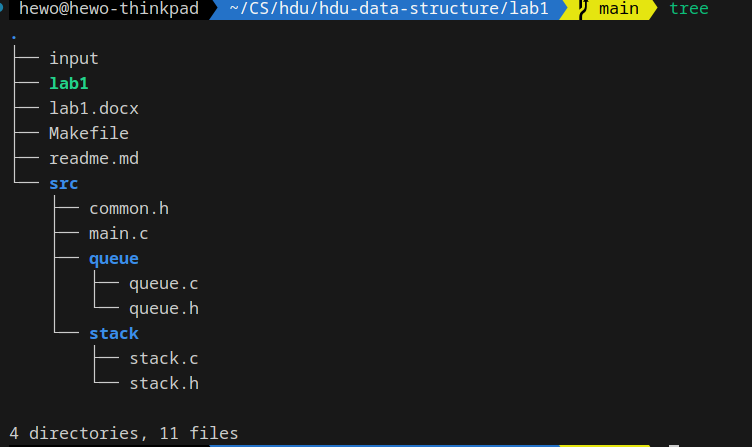 hewo@hewo-thinkpad ~/CS/hdu/hdu-data-structure/lab1 main tree
.
├── input
├── lab1
├── lab1.docx
├── Makefile
├── readme.md
└── src
    ├── common.h
    ├── main.c
    ├── queue
    │   ├── queue.c
    │   └── queue.h
    └── stack
        ├── stack.c
        └── stack.h
4 directories, 11 files